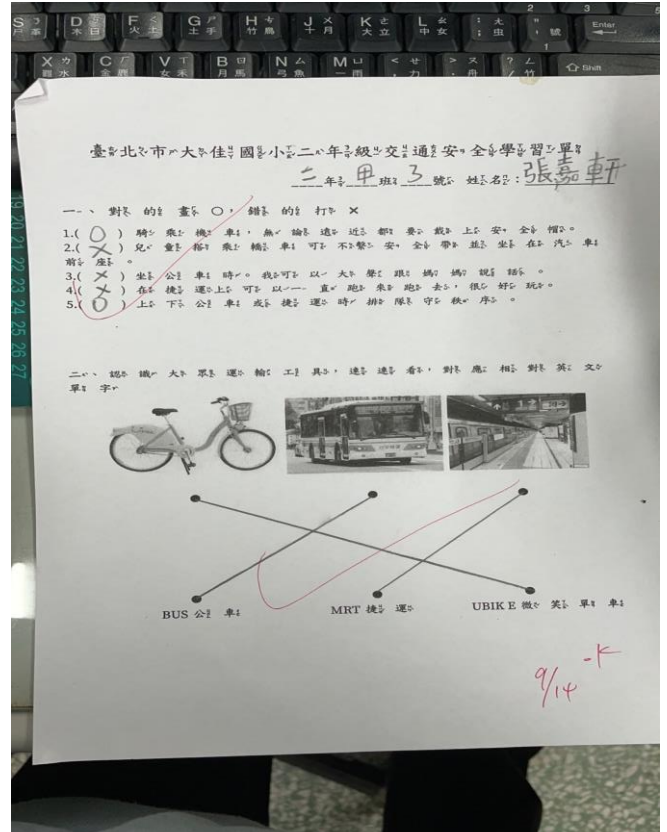 臺北市大佳國小二年級交通安全學習單
二年甲班3號 姓名:張嘉軒
一、對的畫○,錯的打×
1.(○)騎乘機車,無論遠近都要戴上安全帽。
2.(×)兒童搭乘轎車可不繫安全帶並坐在汽車
前座。
3.(×)坐公車時。我可以大聲跟媽媽說話。
4.(×)在捷運上可以一直跑來跑去,很好玩。
5.(○)上下公車或捷運時排隊守秩序。
二、認識大眾運輸工具,連連看,對應相對英文
單字
BUS 公車
MRT 捷運
UBIKE 微笑單車
9/14